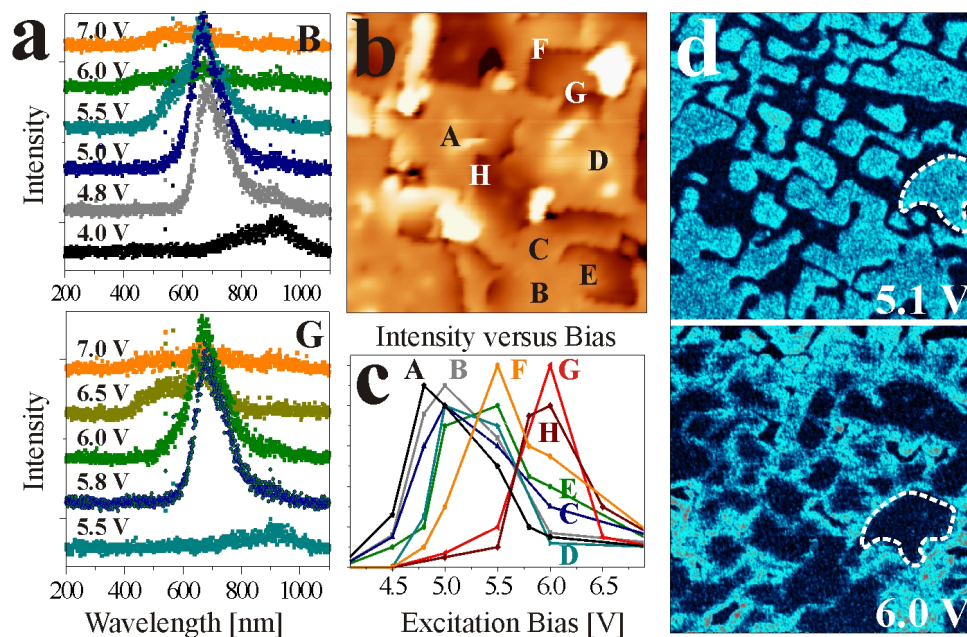 a
B
7.0 V
6.0 V
5.5 V
5.0 V
4.8 V
4.0 V
Intensity
200 400 600 800 1000
G
7.0 V
6.5 V
6.0 V
5.8 V
5.5 V
Intensity
200 400 600 800 1000
Wavelength [nm]
b
F
G
A
D
H
C
E
B
Intensity versus Bias
c
A B F G
H
E
C
D
4.5 5.0 5.5 6.0 6.5
Excitation Bias [V]
d
5.1 V
6.0 V